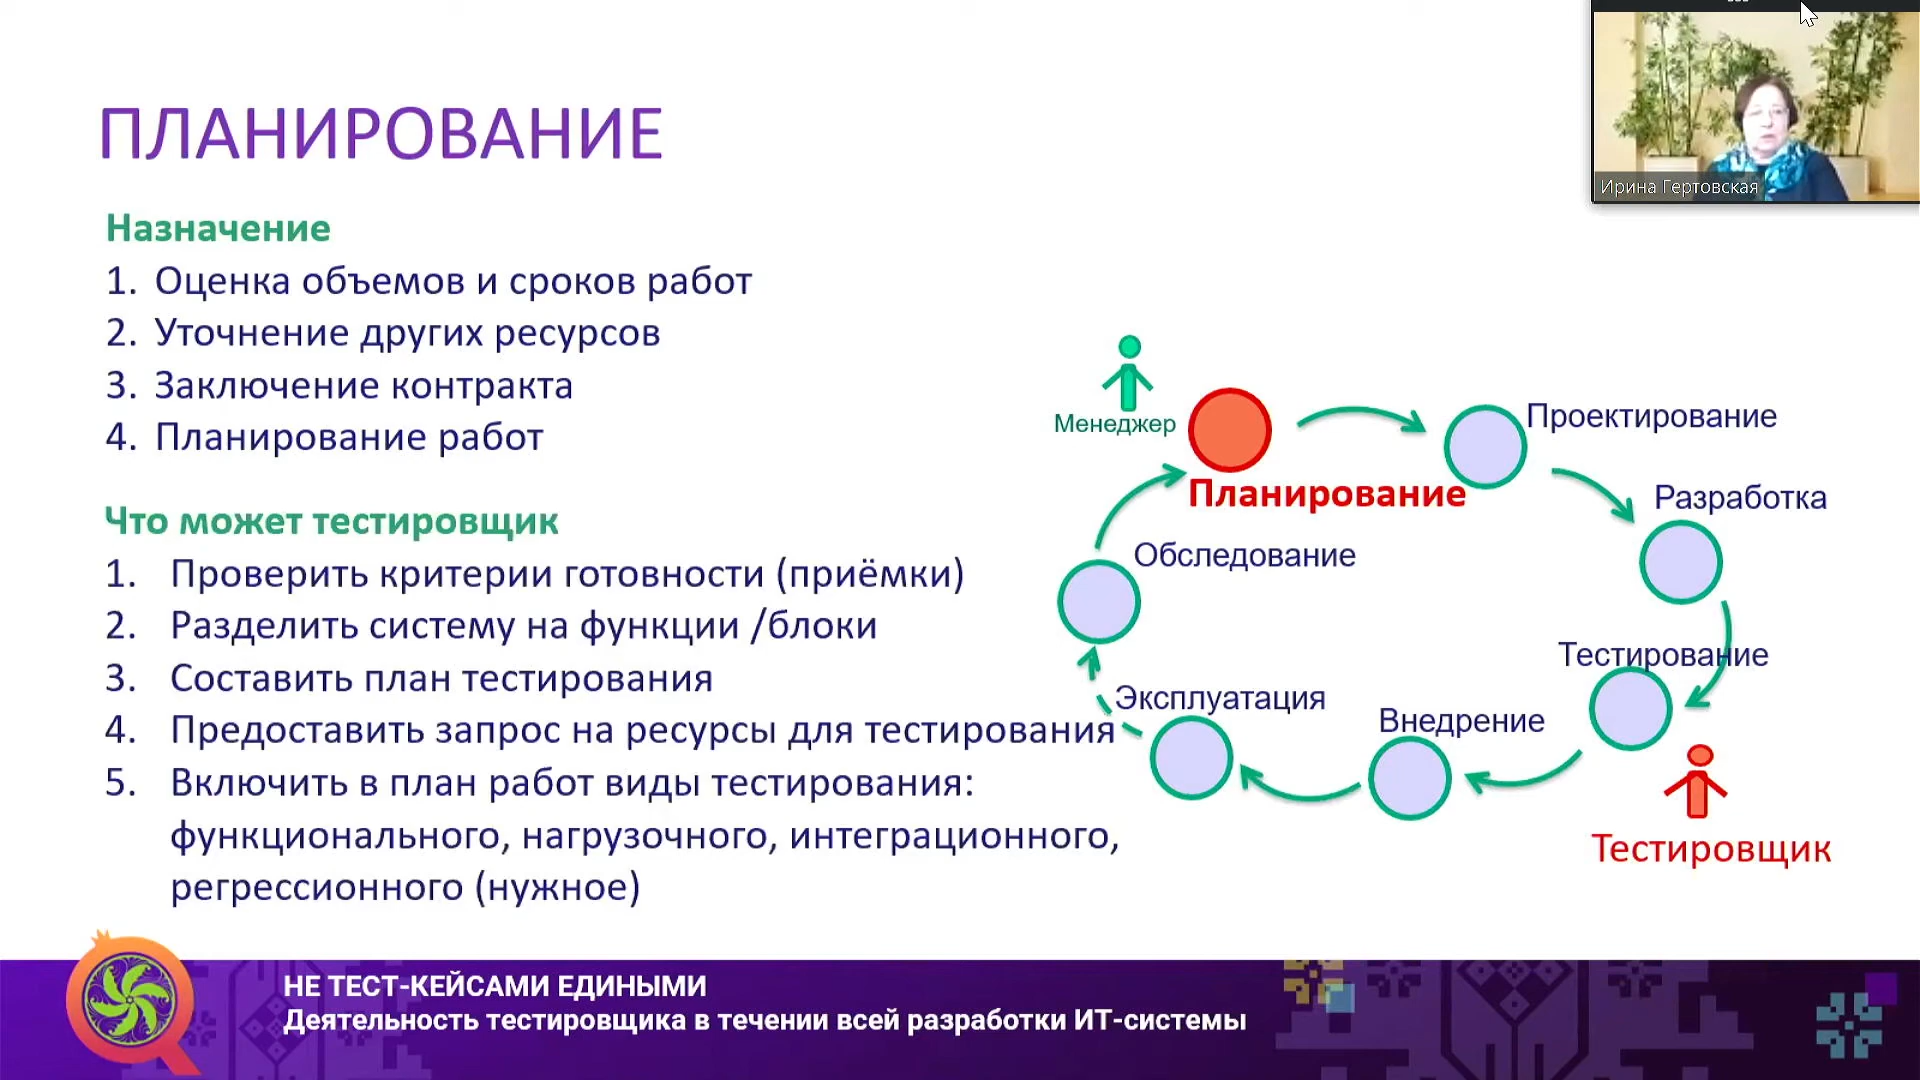 ПЛАНИРОВАНИЕ
Назначение
1. Оценка объемов и сроков работ
2. Уточнение других ресурсов
3. Заключение контракта
4. Планирование работ
Что может тестировщик
1. Проверить критерии готовности (приёмки)
2. Разделить систему на функции /блоки
3. Составить план тестирования
4. Предоставить запрос на ресурсы для тестирования
5. Включить в план работ виды тестирования:
функционального, нагрузочного, интеграционного,
регрессионного (нужное)
Ирина Гертовская
Менеджер
Проектирование
Планирование
Разработка
Обследование
Тестирование
Эксплуатация
Внедрение
Тестировщик
НЕ ТЕСТ-КЕЙСАМИ ЕДИНЫМИ
Деятельность тестировщика в течении всей разработки ИТ-системы